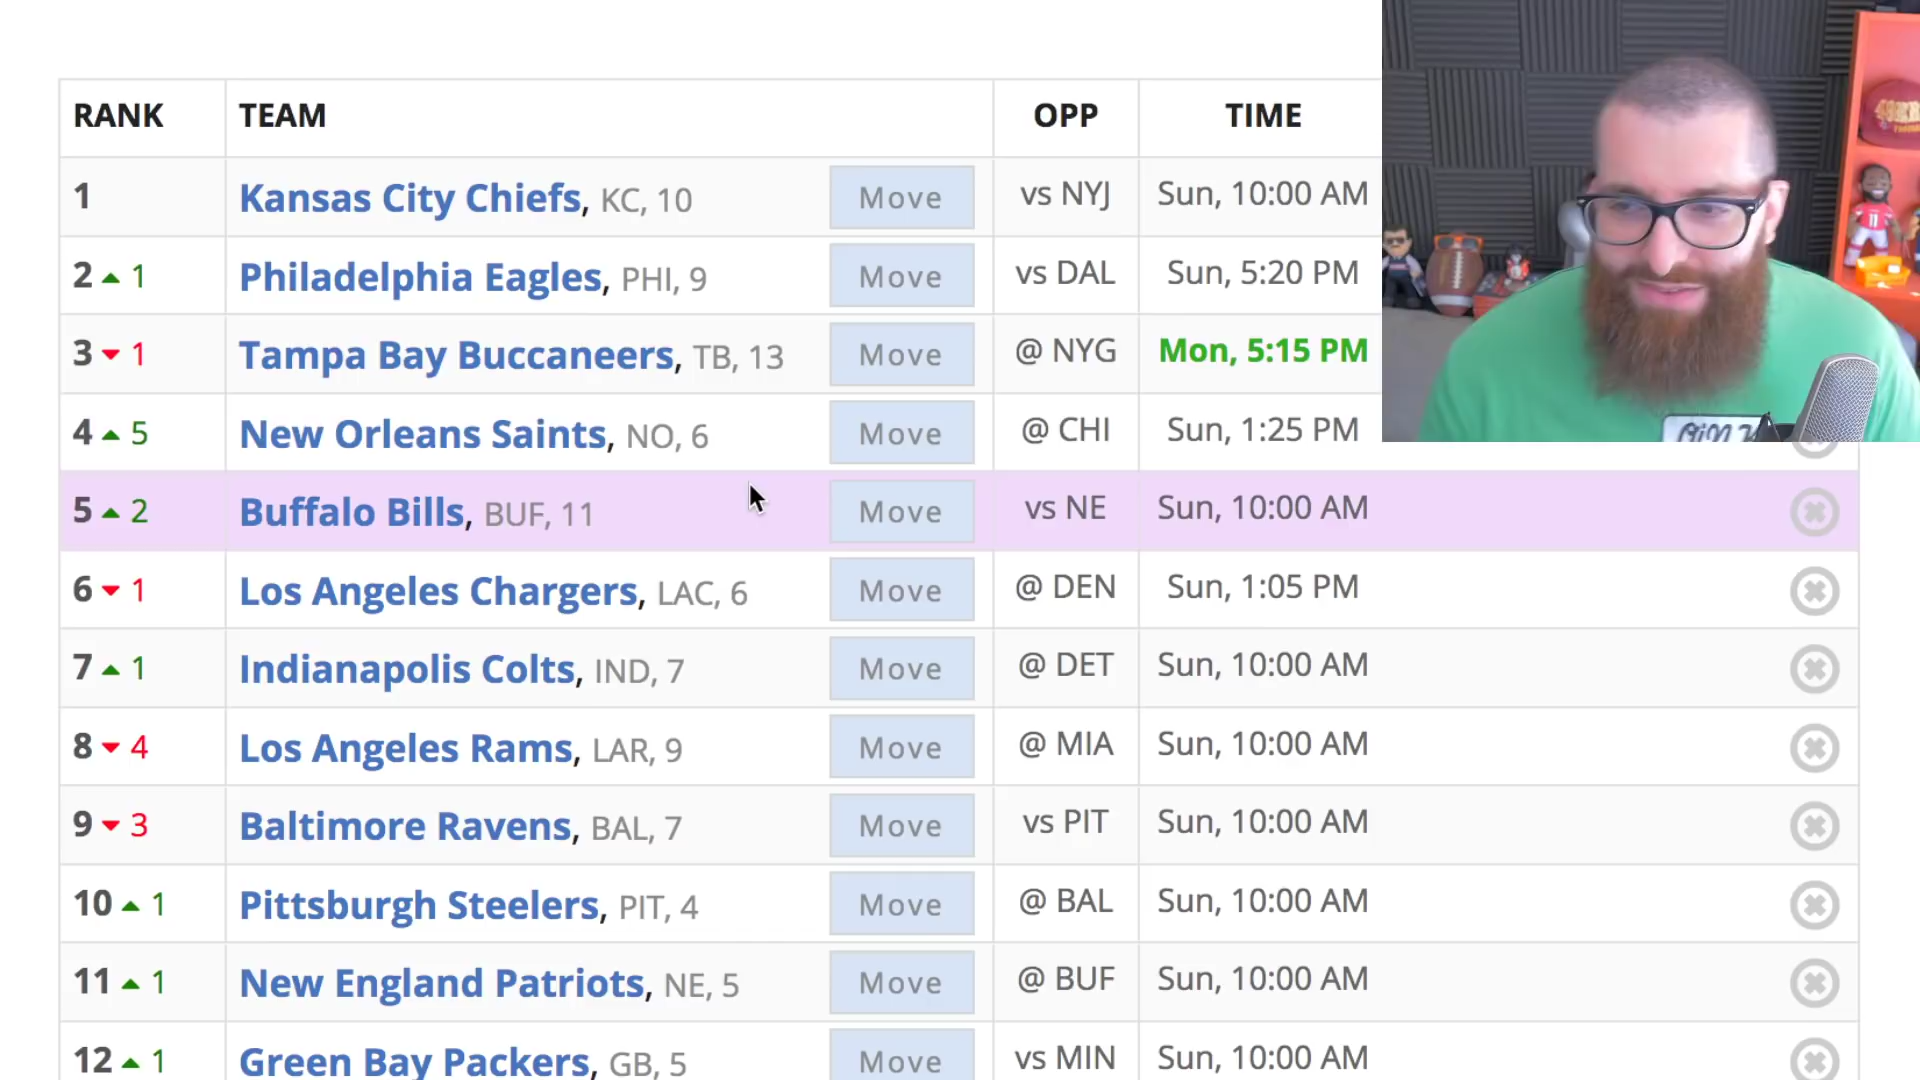 RANK TEAM OPP TIME
1 Kansas City Chiefs, KC, 10 Move vs NYJ Sun, 10:00 AM
2 ▲ 1 Philadelphia Eagles, PHI, 9 Move vs DAL Sun, 5:20 PM
3 ▼ 1 Tampa Bay Buccaneers, TB, 13 Move @ NYG Mon, 5:15 PM
4 ▲ 5 New Orleans Saints, NO, 6 Move @ CHI Sun, 1:25 PM
5 ▲ 2 Buffalo Bills, BUF, 11 Move vs NE Sun, 10:00 AM
6 ▼ 1 Los Angeles Chargers, LAC, 6 Move @ DEN Sun, 1:05 PM
7 ▲ 1 Indianapolis Colts, IND, 7 Move @ DET Sun, 10:00 AM
8 ▼ 4 Los Angeles Rams, LAR, 9 Move @ MIA Sun, 10:00 AM
9 ▼ 3 Baltimore Ravens, BAL, 7 Move vs PIT Sun, 10:00 AM
10 ▲ 1 Pittsburgh Steelers, PIT, 4 Move @ BAL Sun, 10:00 AM
11 ▲ 1 New England Patriots, NE, 5 Move @ BUF Sun, 10:00 AM
12 ▲ 1 Green Bay Packers, GB, 5 Move vs MIN Sun, 10:00 AM